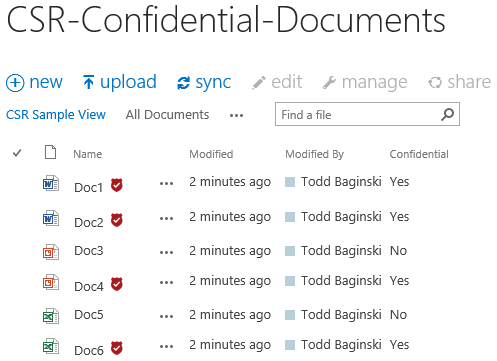 CSR-Confidential-Documents
new upload sync edit manage share
CSR Sample View All Documents ••• Find a file
Name Modified Modified By Confidential
Doc1 ••• 2 minutes ago Todd Baginski Yes
Doc2 ••• 2 minutes ago Todd Baginski Yes
Doc3 ••• 2 minutes ago Todd Baginski No
Doc4 ••• 2 minutes ago Todd Baginski Yes
Doc5 ••• 2 minutes ago Todd Baginski No
Doc6 ••• 2 minutes ago Todd Baginski Yes